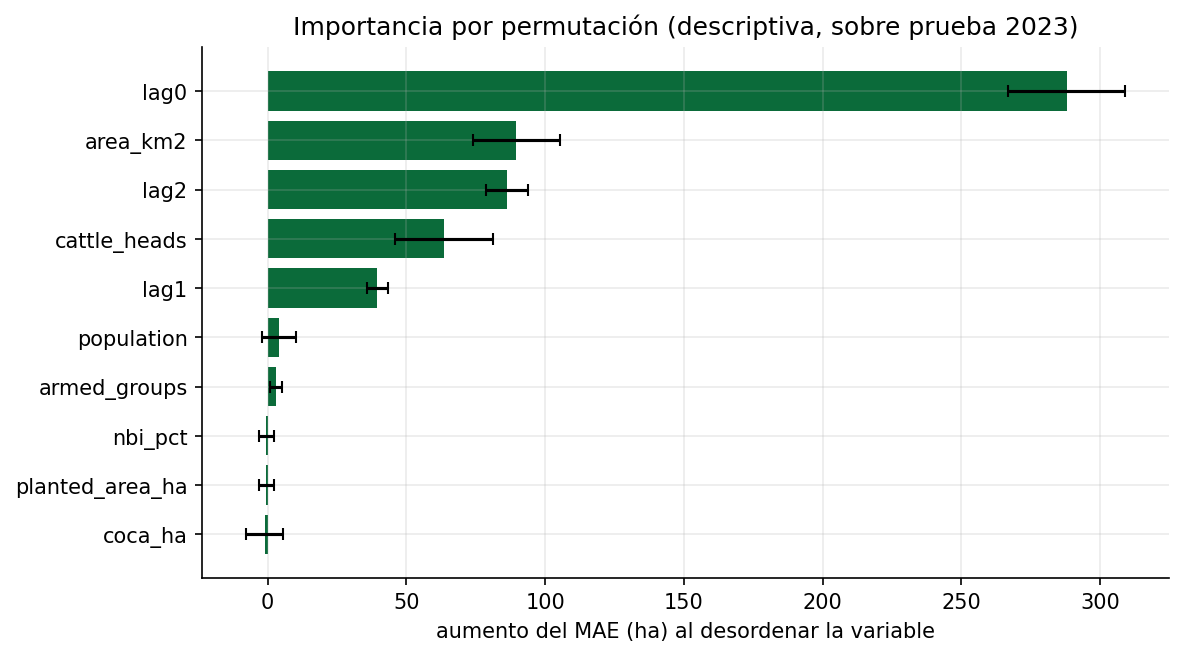 Importancia por permutación (descriptiva, sobre prueba 2023)
lag0
area_km2
lag2
cattle_heads
lag1
population
armed_groups
nbi_pct
planted_area_ha
coca_ha
0 50 100 150 200 250 300
aumento del MAE (ha) al desordenar la variable